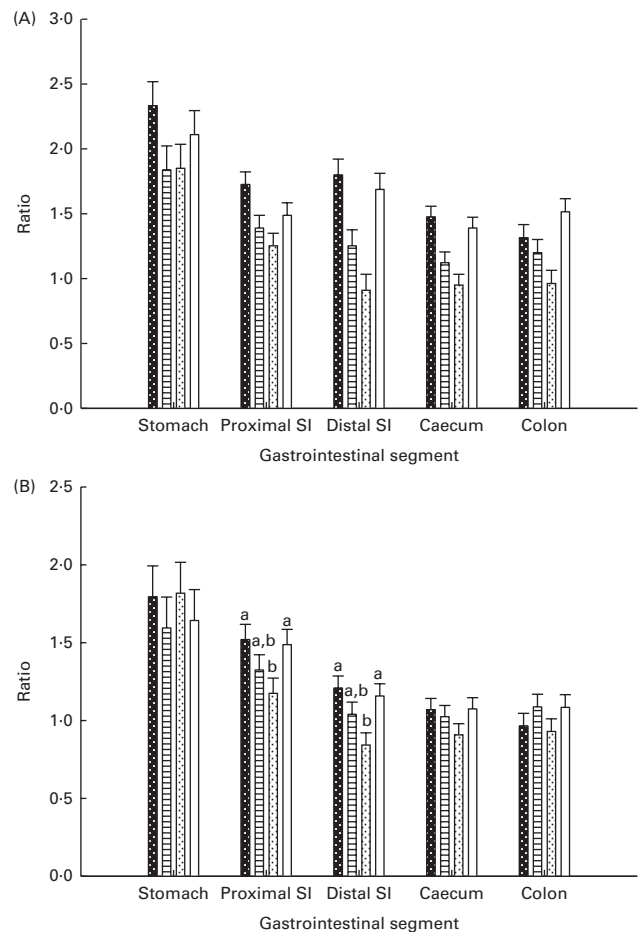 (A)
3·0
2·5
2·0
1·5
1·0
0·5
0·0
Ratio
Stomach Proximal SI Distal SI Caecum Colon
Gastrointestinal segment
(B)
2·5
2·0
1·5
1·0
0·5
0·0
Ratio
a
a,b
b
a
a
a,b
b
a
Stomach Proximal SI Distal SI Caecum Colon
Gastrointestinal segment